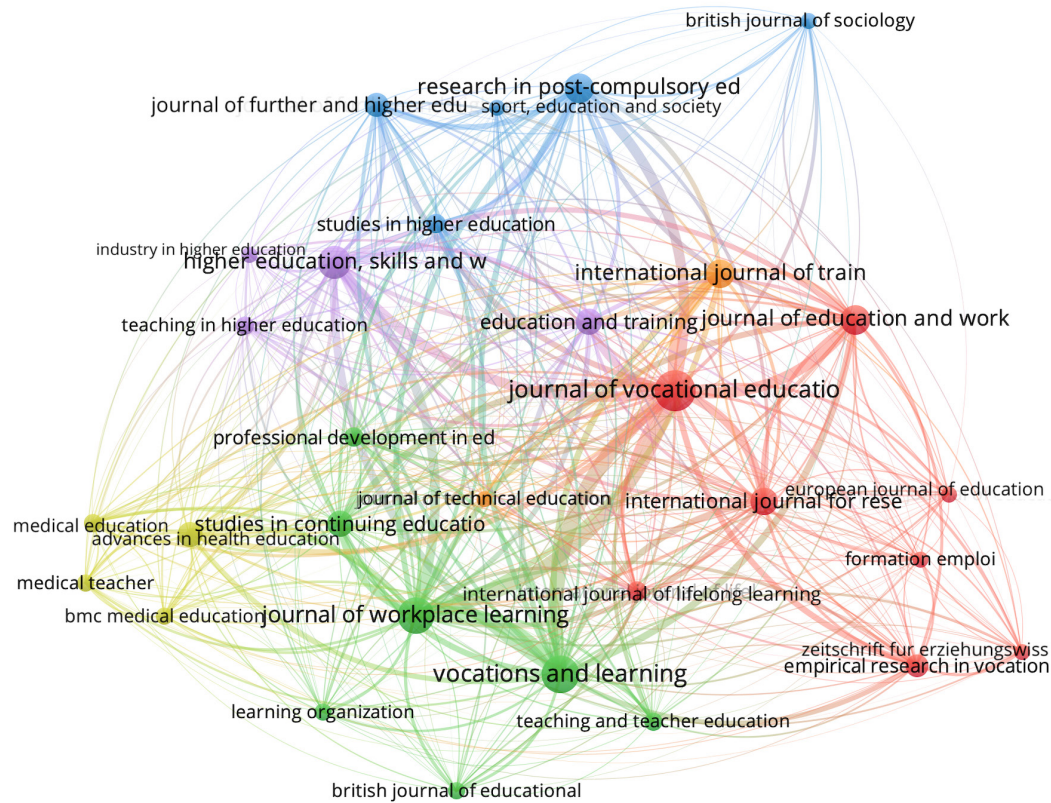 british journal of sociology
research in post-compulsory ed
journal of further and higher edu
sport, education and society
studies in higher education
industry in higher education
higher education, skills and w
international journal of train
teaching in higher education
education and training
journal of education and work
journal of vocational educatio
professional development in ed
journal of technical education
european journal of education
international journal for rese
medical education
studies in continuing educatio
advances in health education
formation emploi
medical teacher
international journal of lifelong learning
bmc medical education
journal of workplace learning
zeitschrift fur erziehungswiss
empirical research in vocation
vocations and learning
learning organization
teaching and teacher education
british journal of educational